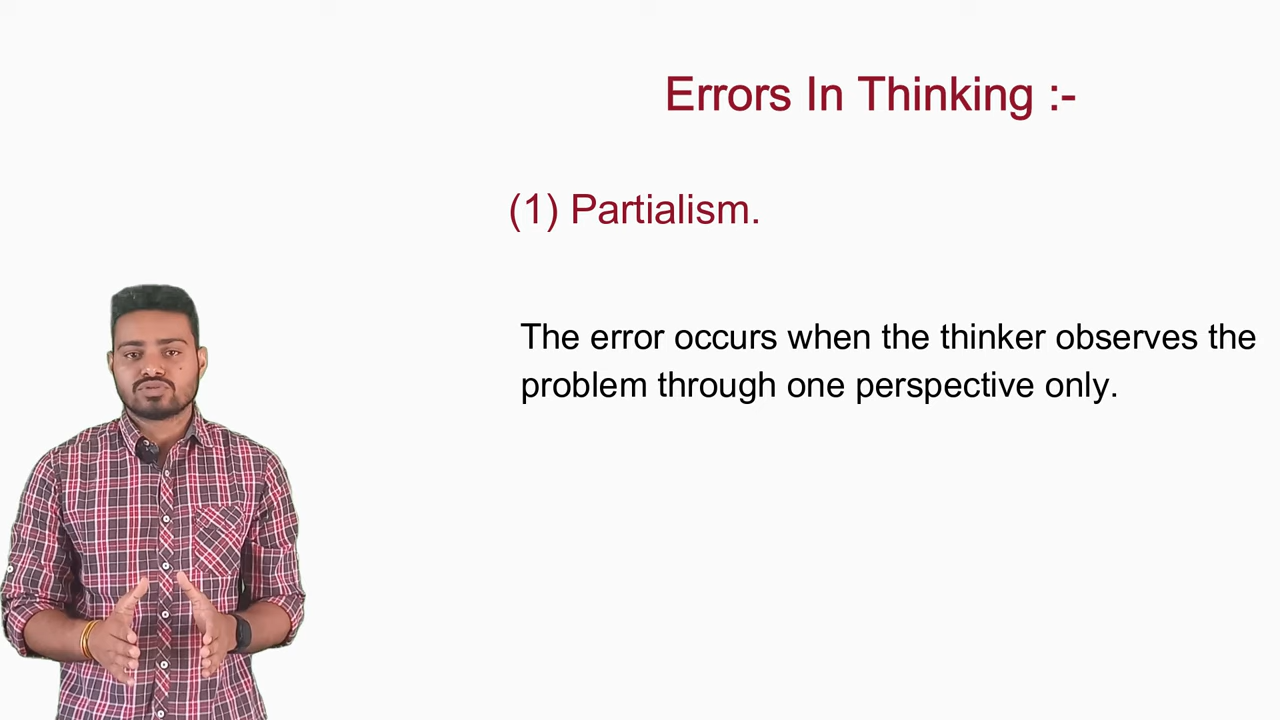 Errors In Thinking :-
(1) Partialism.
The error occurs when the thinker observes the
problem through one perspective only.